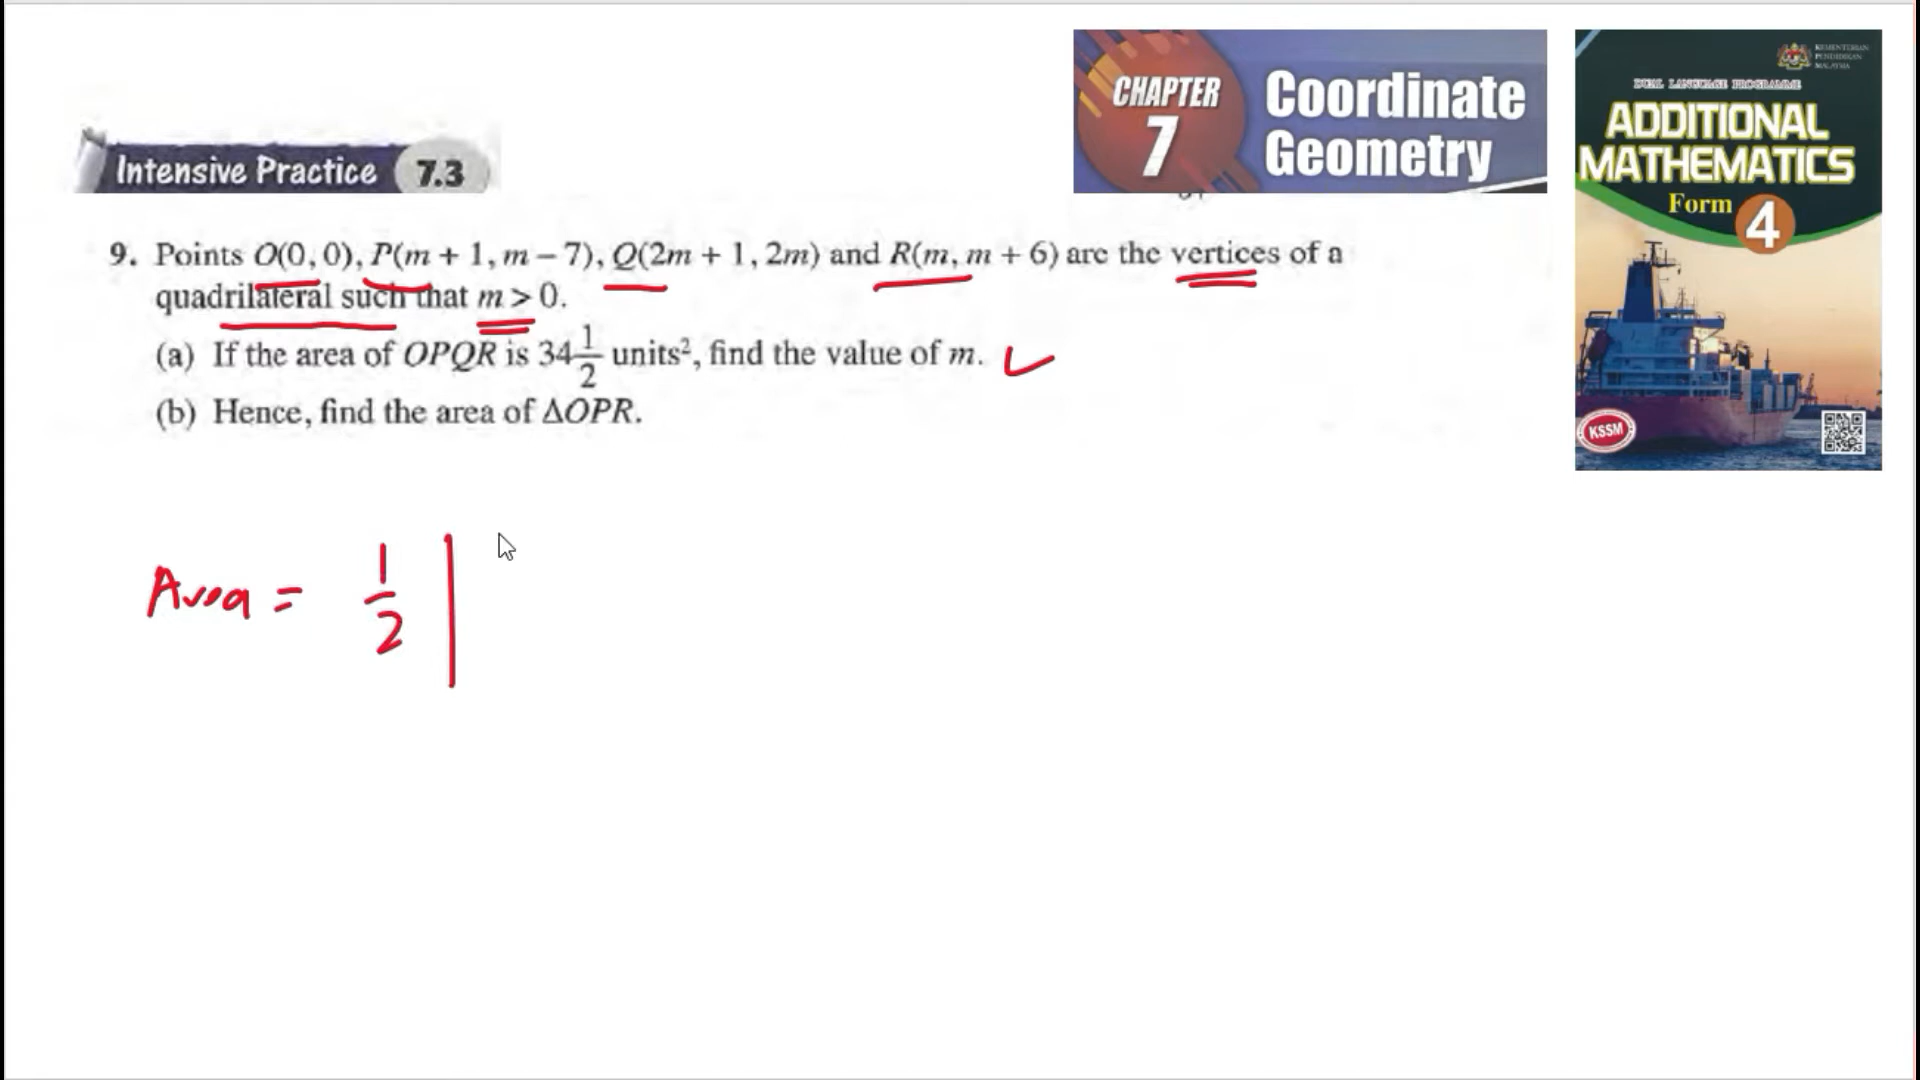 CHAPTER
7
Coordinate
Geometry
KEMENTERIAN
PENDIDIKAN
MALAYSIA
DUAL LANGUAGE PROGRAMME
ADDITIONAL
MATHEMATICS
Form 4
KSSM
Intensive Practice 7.3
9. Points O(0, 0), P(m + 1, m – 7), Q(2m + 1, 2m) and R(m, m + 6) are the vertices of a
quadrilateral such that m > 0.
(a) If the area of OPQR is 34 1/2 units², find the value of m.
(b) Hence, find the area of ΔOPR.
Area = 1/2 |